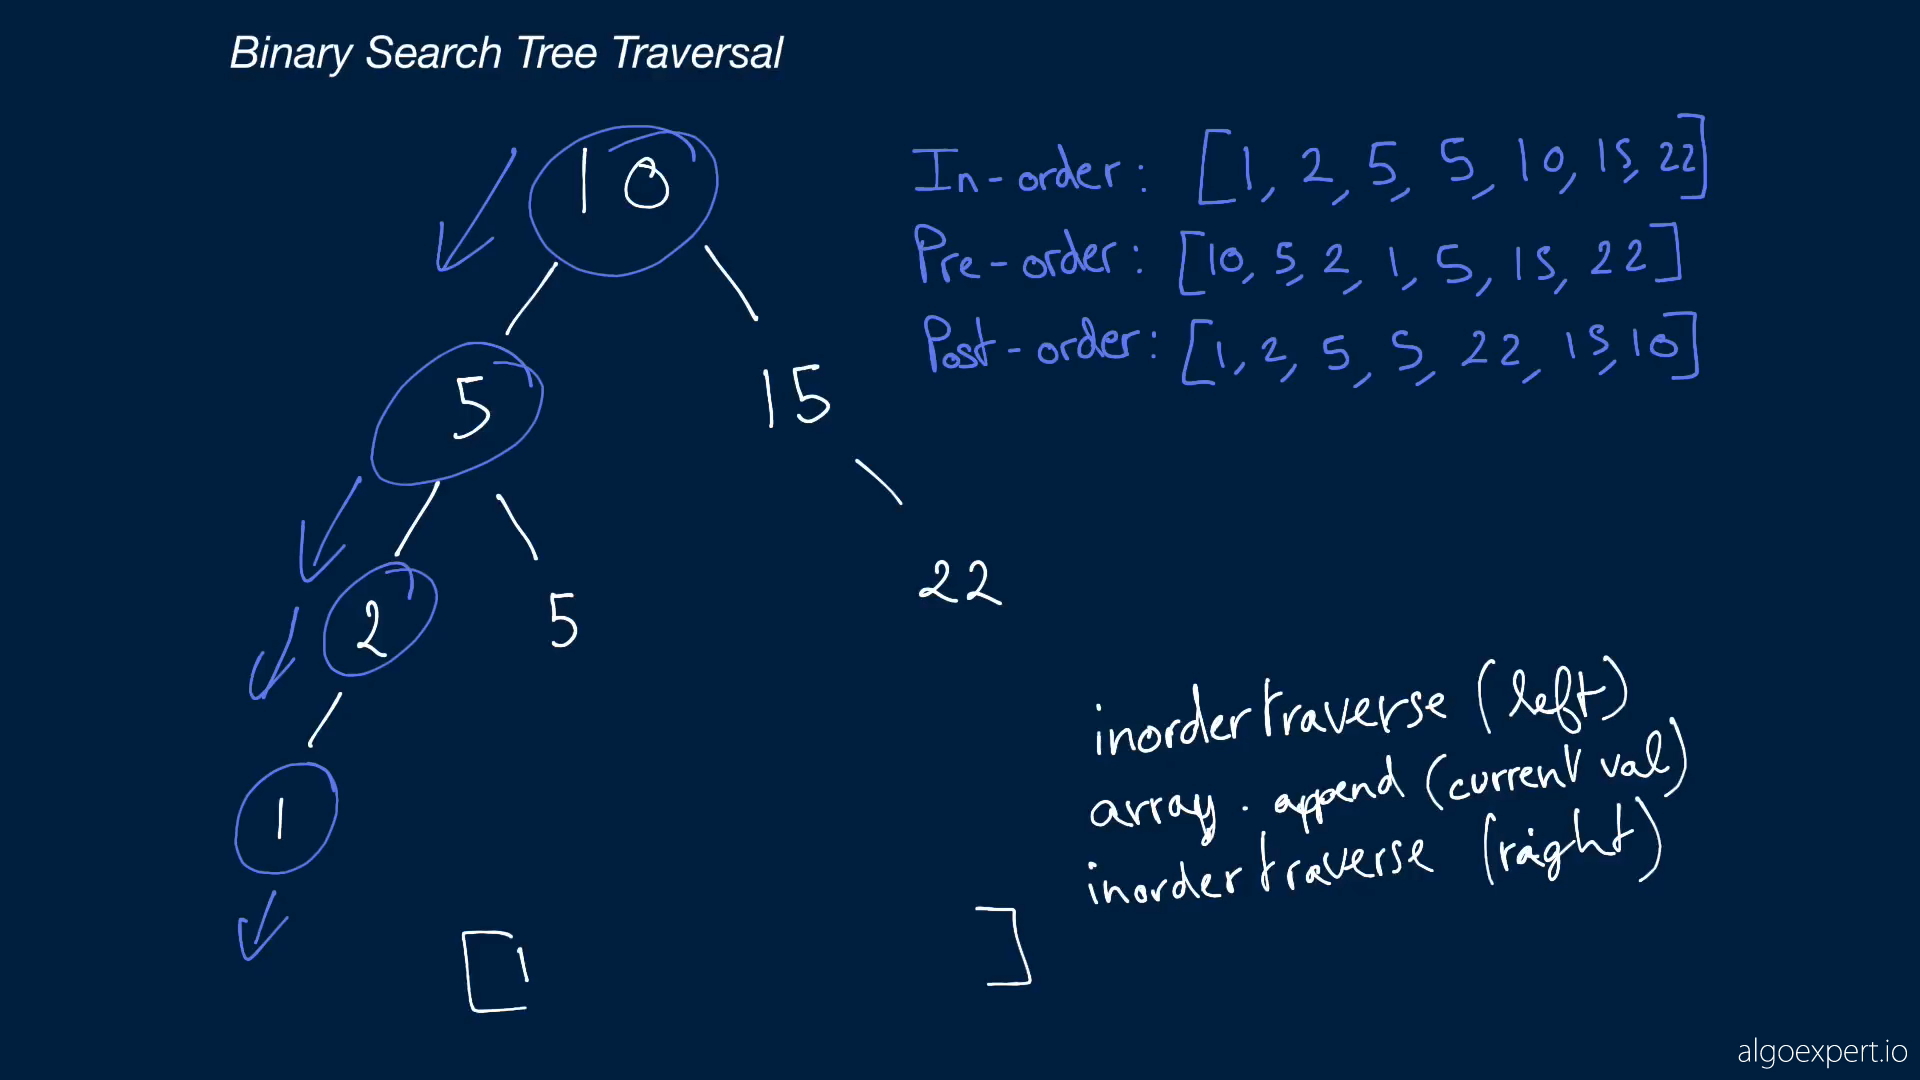 Binary Search Tree Traversal
10
In-order: [1, 2, 5, 5, 10, 15, 22]
Pre-order: [10, 5, 2, 1, 5, 15, 22]
Post-order: [1, 2, 5, 5, 22, 15, 10]
5 15
2 5 22
1
inordertraverse (left)
array.append (current val)
inordertraverse (right)
[1 ]
algoexpert.io